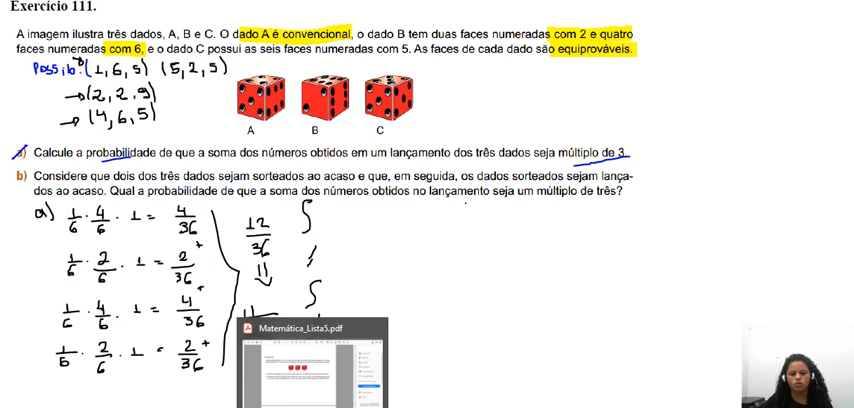 Exercício 111.
A imagem ilustra três dados, A, B e C. O dado A é convencional, o dado B tem duas faces numeradas com 2 e quatro
faces numeradas com 6, e o dado C possui as seis faces numeradas com 5. As faces de cada dado são equiprováveis.
Possib: (1, 6, 5) (5, 2, 5)
→ (2, 2, 5)
→ (4, 6, 5)
A B C
a) Calcule a probabilidade de que a soma dos números obtidos em um lançamento dos três dados seja múltiplo de 3.
b) Considere que dois dos três dados sejam sorteados ao acaso e que, em seguida, os dados sorteados sejam lança-
dos ao acaso. Qual a probabilidade de que a soma dos números obtidos no lançamento seja um múltiplo de três?
a) 1/6 · 4/6 · 1 = 4/36
+
1/6 · 2/6 · 1 = 2/36
+
1/6 · 4/6 · 1 = 4/36
+
1/6 · 2/6 · 1 = 2/36
12/36
Matemática_Lista5.pdf